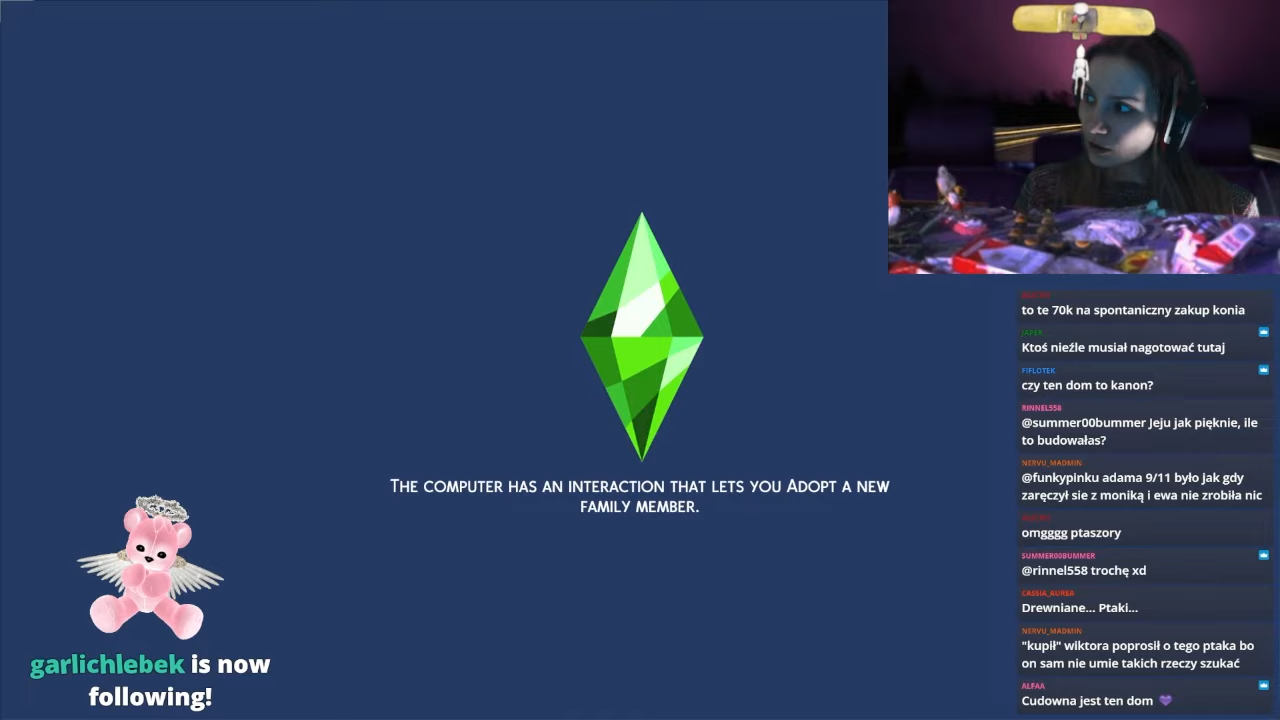 THE COMPUTER HAS AN INTERACTION THAT LETS YOU ADOPT A NEW
FAMILY MEMBER.
garlichlebek is now
following!
to te 70k na spontaniczny zakup konia
JAPER
Ktoś nieźle musiał nagotować tutaj
FIFLOTEK
czy ten dom to kanon?
RINNEL558
@summer00bummer Jeju jak pięknie, ile
to budowałas?
NERVU_MADMIN
@funkypinku adama 9/11 było jak gdy
zaręczył sie z moniką i ewa nie zrobiła nic
omgggg ptaszory
SUMMER00BUMMER
@rinnel558 trochę xd
CASSIA_AUREA
Drewniane... Ptaki...
NERVU_MADMIN
"kupił" wiktora poprosił o tego ptaka bo
on sam nie umie takich rzeczy szukać
ALFAA
Cudowna jest ten dom